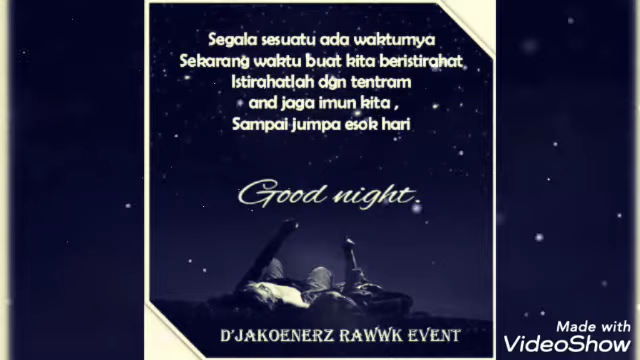 Segala sesuatu ada wakturnya
Sekarang waktu buat kita beristirahat
Istirahatlah dgn tentram
and jaga imun kita ,
Sampai jumpa esok hari
Good night.
D'JAKOENERZ RAWWK EVENT
Made with
VideoShow